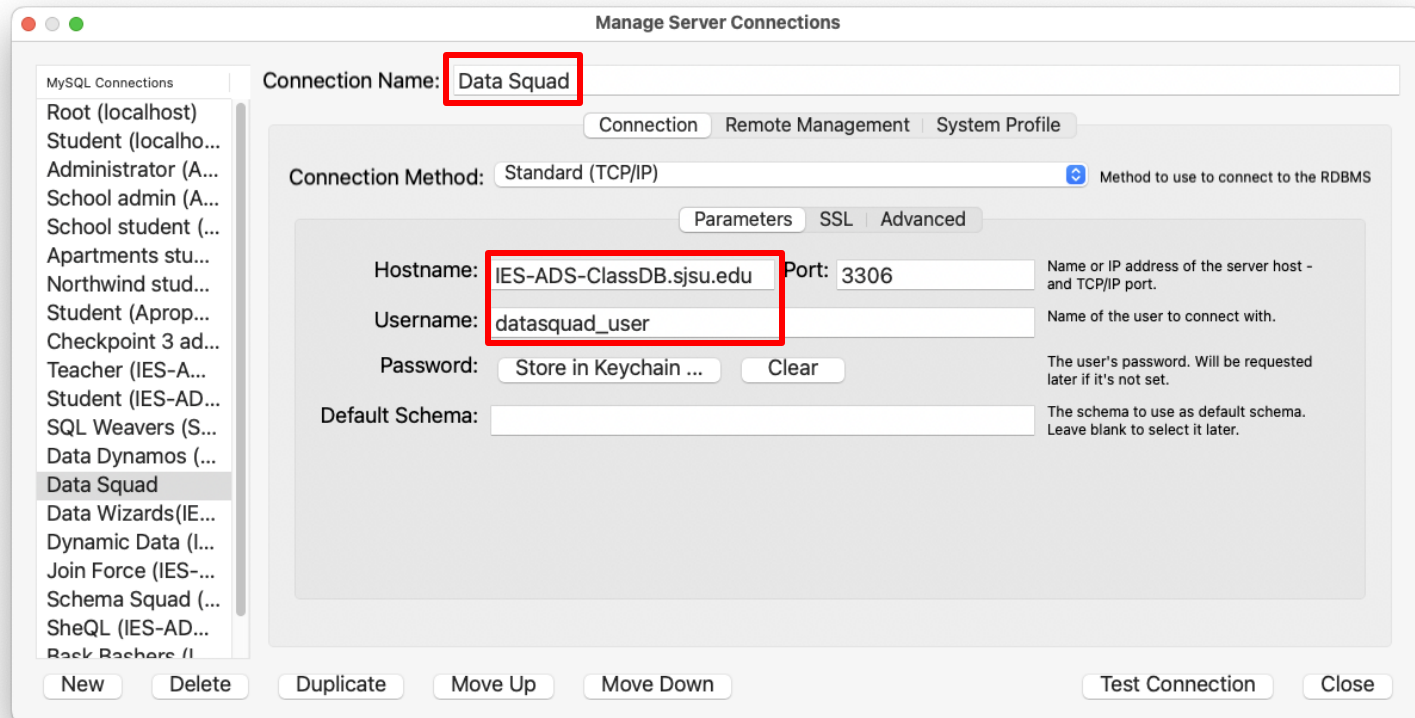 Manage Server Connections
MySQL Connections
Root (localhost)
Student (localho...
Administrator (A...
School admin (A...
School student (...
Apartments stu...
Northwind stud...
Student (Aprop...
Checkpoint 3 ad...
Teacher (IES-A...
Student (IES-AD...
SQL Weavers (S...
Data Dynamos (...
Data Squad
Data Wizards(IE...
Dynamic Data (I...
Join Force (IES-...
Schema Squad (...
SheQL (IES-AD...
Bask Bashers (I
Connection Name: Data Squad
Connection Remote Management System Profile
Connection Method: Standard (TCP/IP) Method to use to connect to the RDBMS
Parameters SSL Advanced
Hostname: IES-ADS-ClassDB.sjsu.edu Port: 3306
Name or IP address of the server host -
and TCP/IP port.
Username: datasquad_user Name of the user to connect with.
Password: Store in Keychain ... Clear
The user's password. Will be requested
later if it's not set.
Default Schema:
The schema to use as default schema.
Leave blank to select it later.
New Delete Duplicate Move Up Move Down Test Connection Close